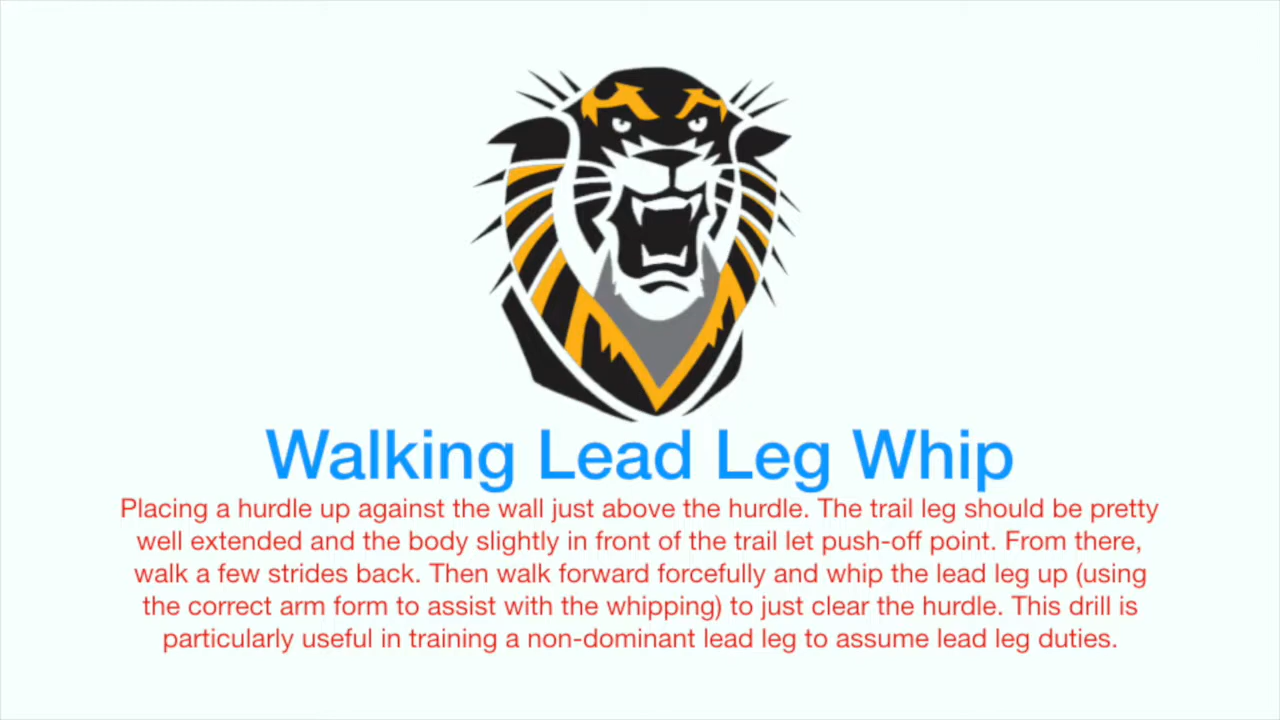 Walking Lead Leg Whip
Placing a hurdle up against the wall just above the hurdle. The trail leg should be pretty
well extended and the body slightly in front of the trail let push-off point. From there,
walk a few strides back. Then walk forward forcefully and whip the lead leg up (using
the correct arm form to assist with the whipping) to just clear the hurdle. This drill is
particularly useful in training a non-dominant lead leg to assume lead leg duties.